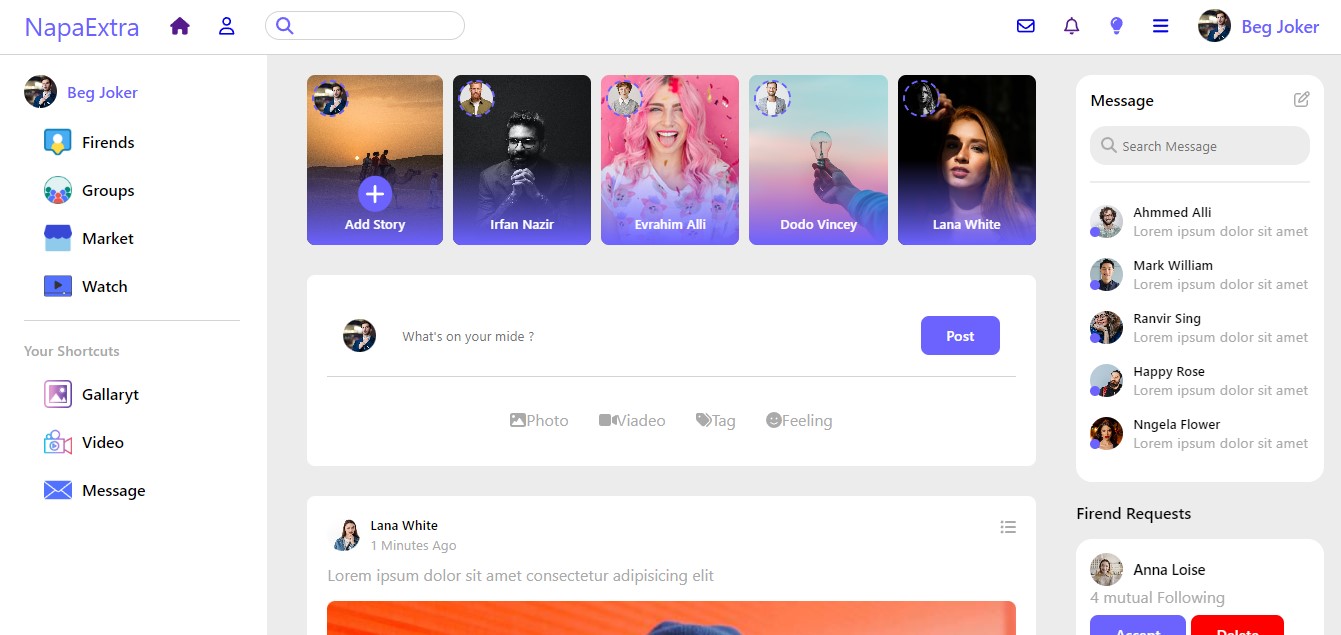 NapaExtra
Beg Joker
Beg Joker
Firends
Groups
Market
Watch
Your Shortcuts
Gallaryt
Video
Message
Add Story
Irfan Nazir
Evrahim Alli
Dodo Vincey
Lana White
What's on your mide ?
Post
Photo
Viadeo
Tag
Feeling
Lana White
1 Minutes Ago
Lorem ipsum dolor sit amet consectetur adipisicing elit
Message
Search Message
Ahmmed Alli
Lorem ipsum dolor sit amet
Mark William
Lorem ipsum dolor sit amet
Ranvir Sing
Lorem ipsum dolor sit amet
Happy Rose
Lorem ipsum dolor sit amet
Nngela Flower
Lorem ipsum dolor sit amet
Firend Requests
Anna Loise
4 mutual Following
Accept
Delete